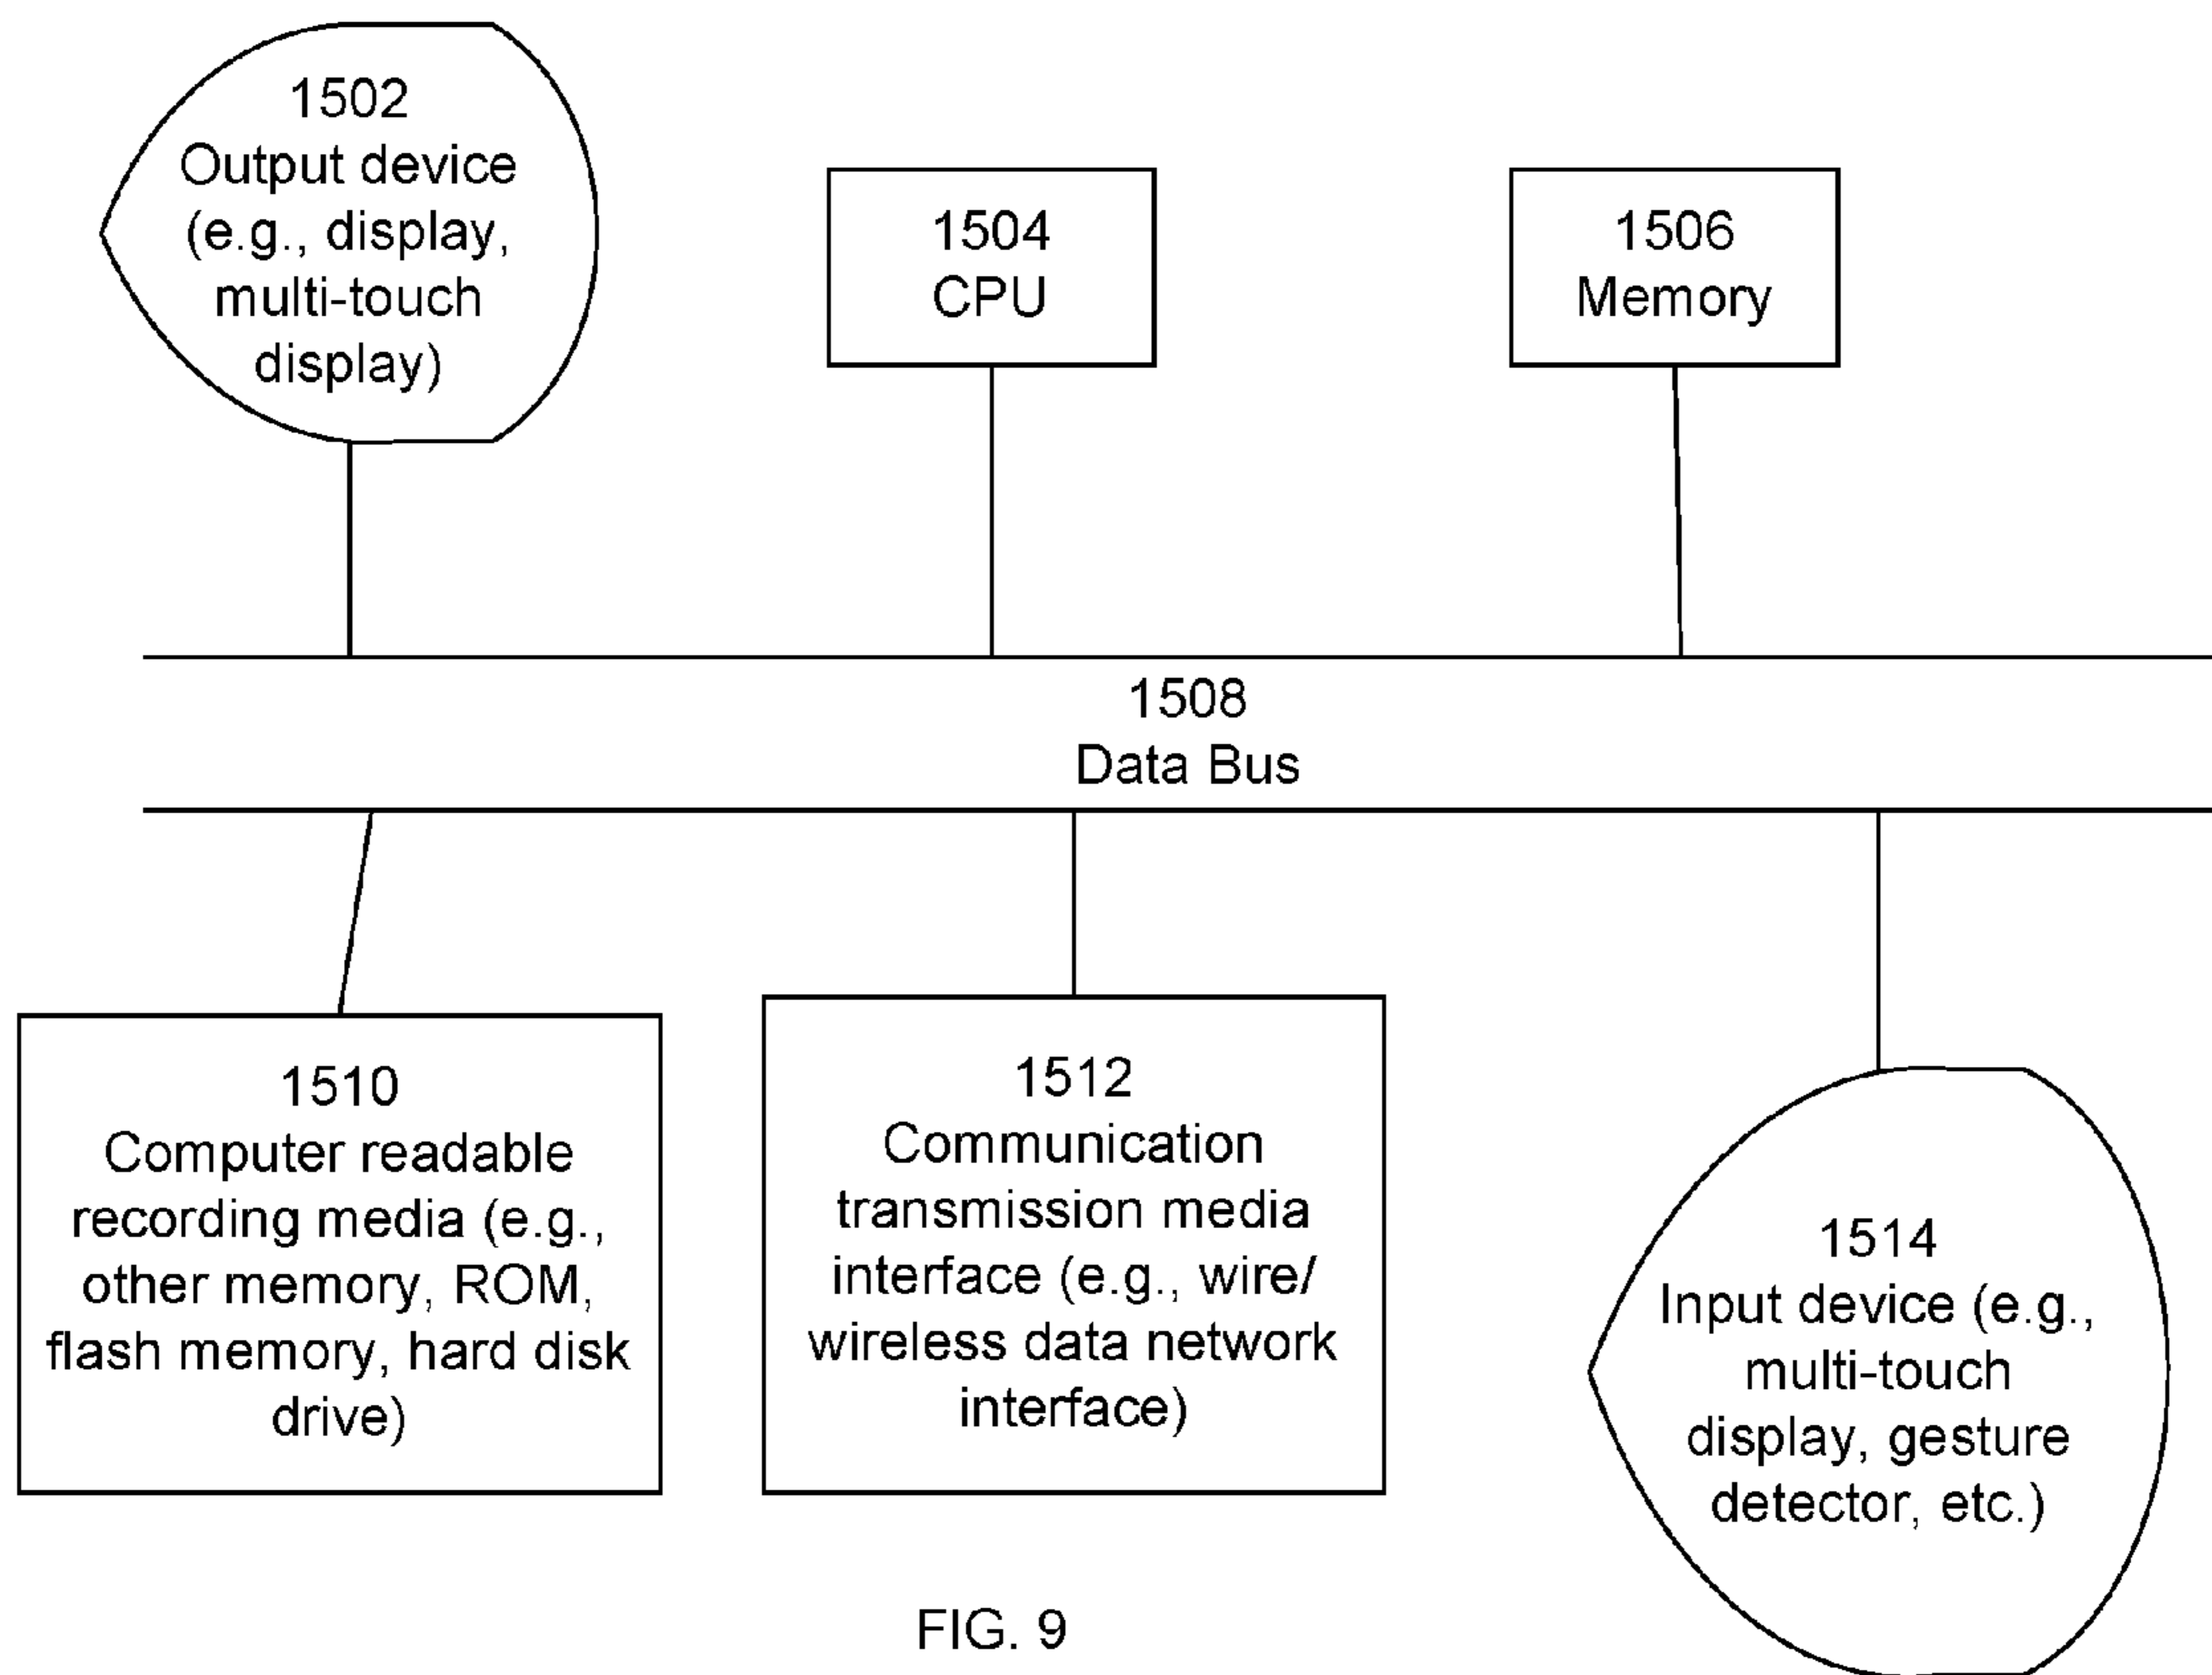 1502
Output device
(e.g., display,
multi-touch
display)
1504
CPU
1506
Memory
1508
Data Bus
1510
Computer readable
recording media (e.g.,
other memory, ROM,
flash memory, hard disk
drive)
1512
Communication
transmission media
interface (e.g., wire/
wireless data network
interface)
1514
Input device (e.g.,
multi-touch
display, gesture
detector, etc.)
FIG. 9